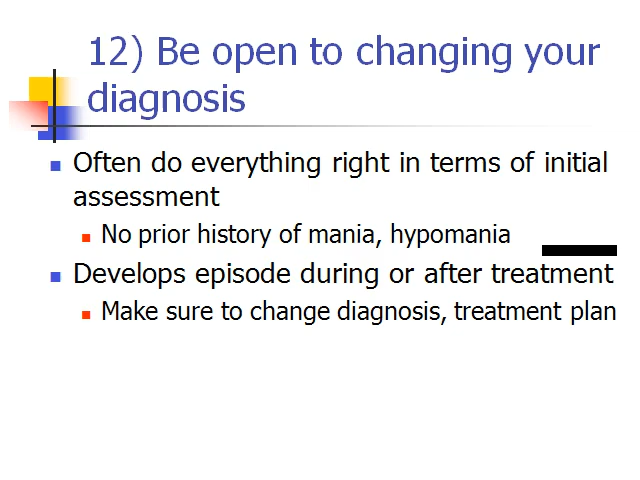 12) Be open to changing your
diagnosis
Often do everything right in terms of initial
assessment
No prior history of mania, hypomania
Develops episode during or after treatment
Make sure to change diagnosis, treatment plan